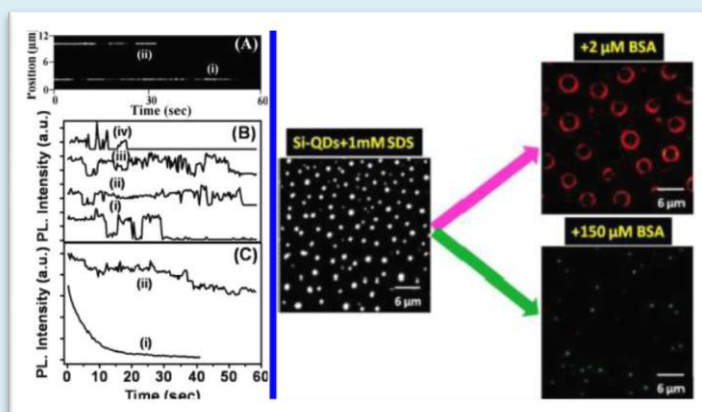 12
(A)
Position (µm)
6
(ii)
(i)
0
0 30 60
Time (sec)
(B)
PL. Intensity (a.u.)
(iv)
(iii)
(ii)
(i)
(C)
PL. Intensity (a.u.)
(ii)
(i)
0 10 20 30 40 50 60
Time (sec)
Si-QDs+1mM SDS
6 µm
+2 µM BSA
6 µm
+150 µM BSA
6 µm